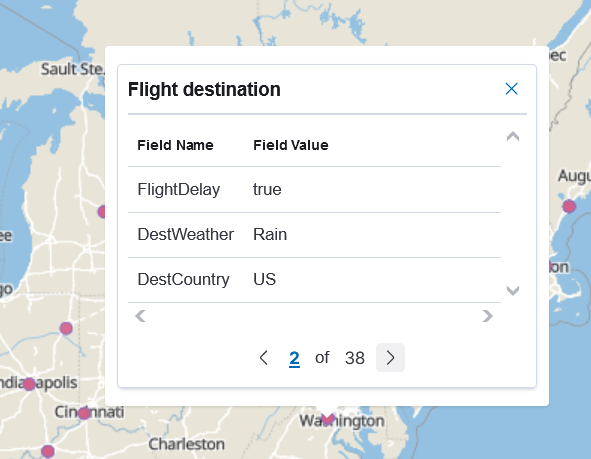 ec
Sault Ste.
Flight destination
Field Name Field Value
FlightDelay true
Augu
DestWeather Rain
ee
on
DestCountry US
go
2 of 38
ndianapolis
Cincinnati
Washington
Charleston